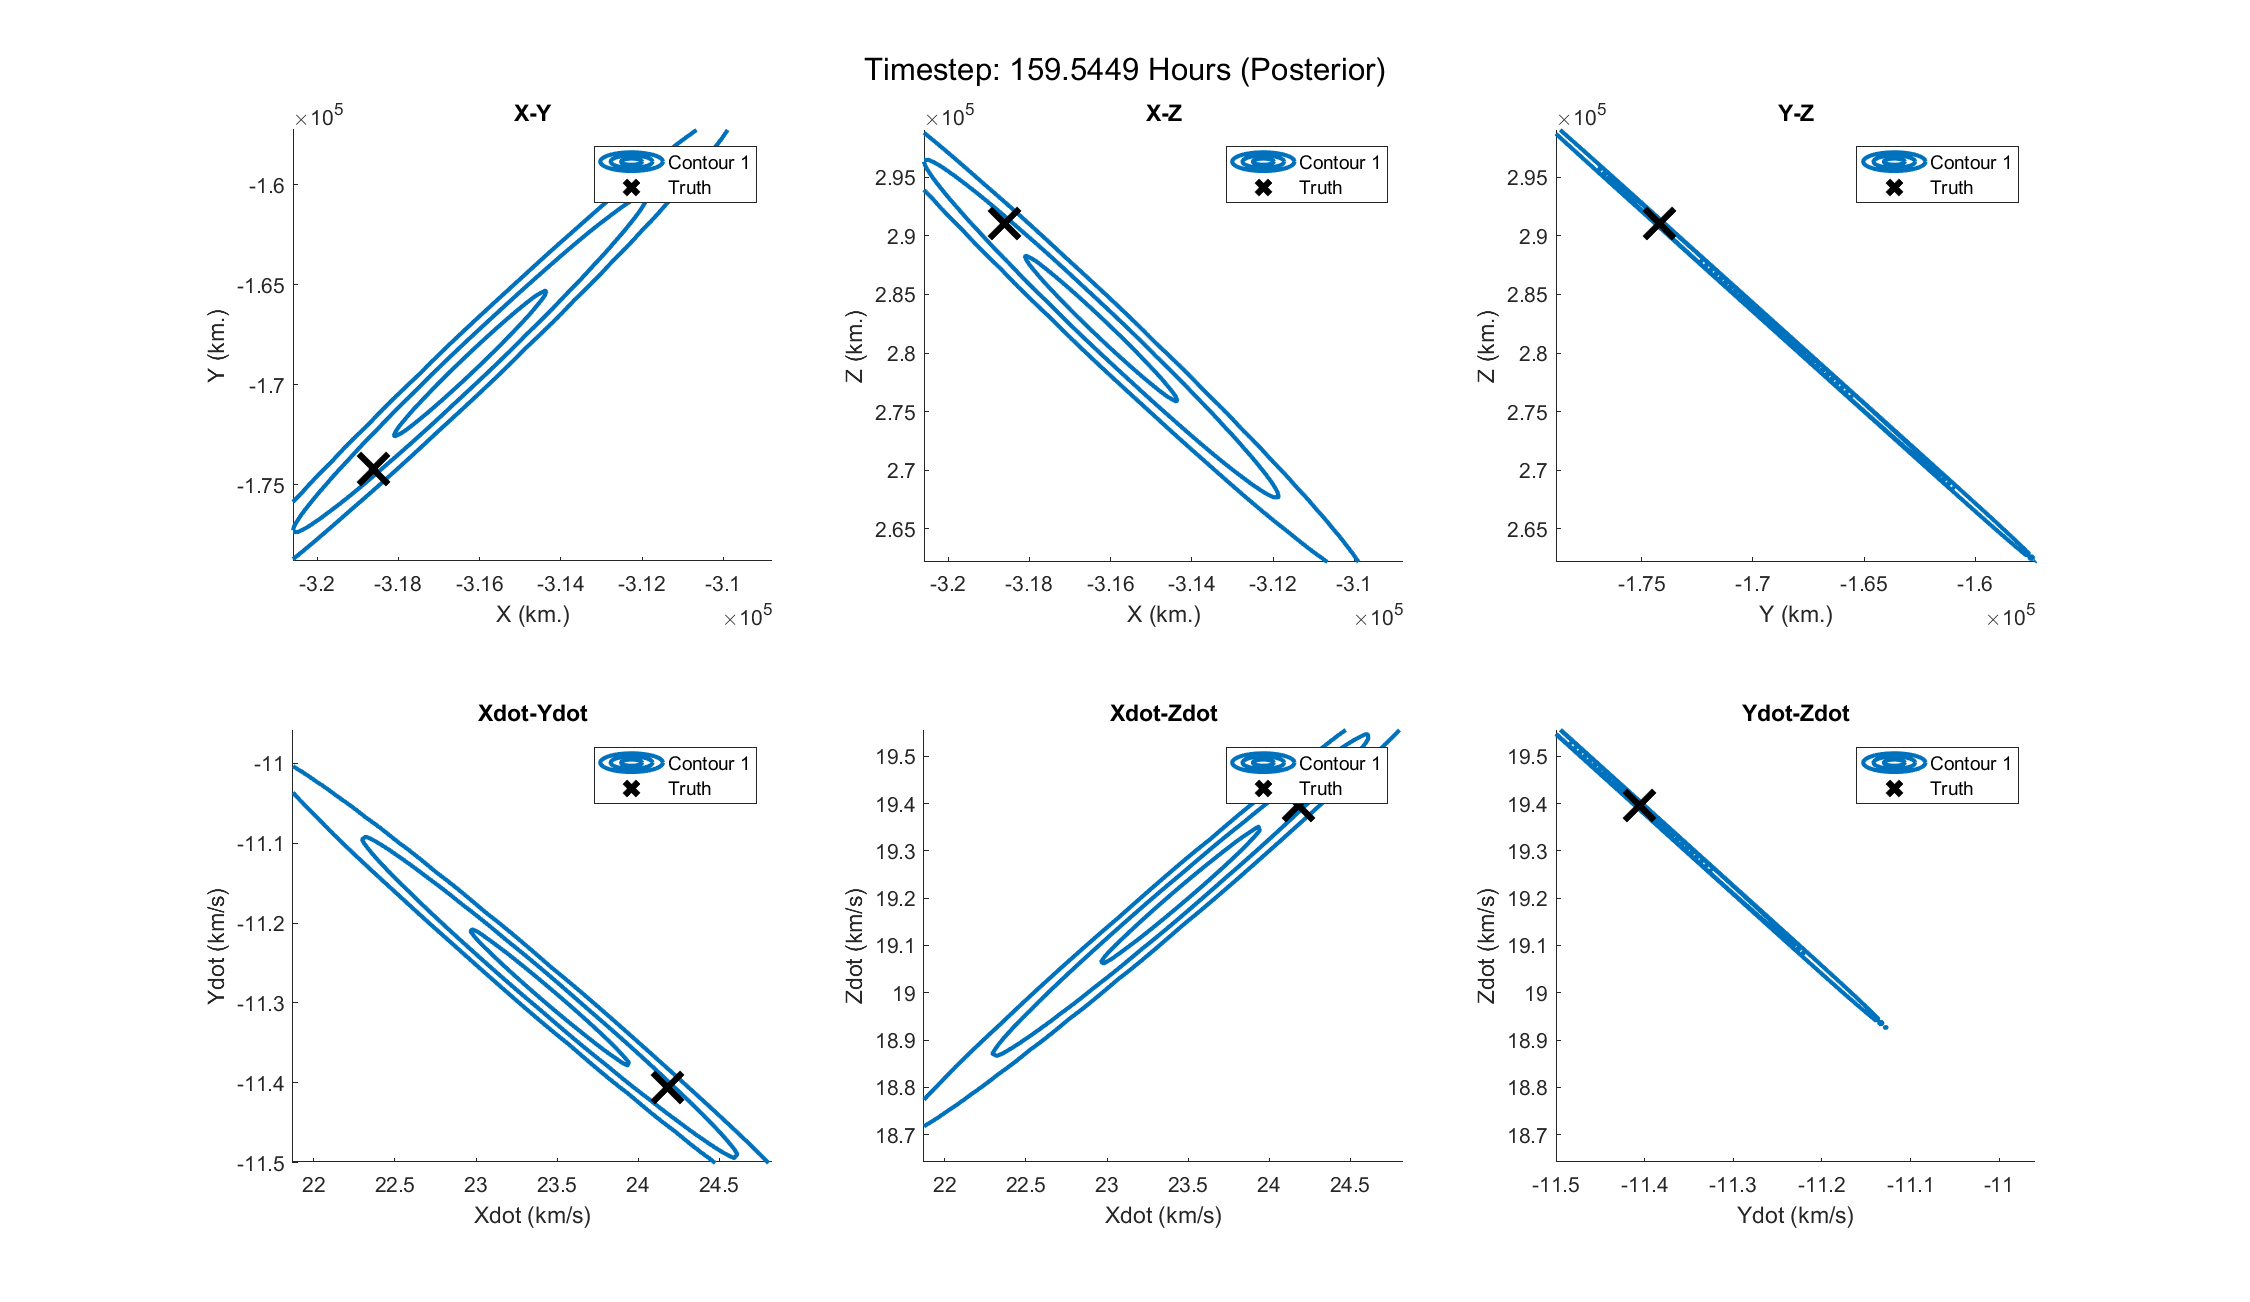 Timestep: 159.5449 Hours (Posterior)
X-Y
×10^5
-1.6
-1.65
-1.7
-1.75
Y (km.)
-3.2 -3.18 -3.16 -3.14 -3.12 -3.1
X (km.)
×10^5
Contour 1
Truth
X-Z
×10^5
2.95
2.9
2.85
2.8
2.75
2.7
2.65
Z (km.)
-3.2 -3.18 -3.16 -3.14 -3.12 -3.1
X (km.)
×10^5
Contour 1
Truth
Y-Z
×10^5
2.95
2.9
2.85
2.8
2.75
2.7
2.65
Z (km.)
-1.75 -1.7 -1.65 -1.6
Y (km.)
×10^5
Contour 1
Truth
Xdot-Ydot
-11
-11.1
-11.2
-11.3
-11.4
-11.5
Ydot (km/s)
22 22.5 23 23.5 24 24.5
Xdot (km/s)
Contour 1
Truth
Xdot-Zdot
19.5
19.4
19.3
19.2
19.1
19
18.9
18.8
18.7
Zdot (km/s)
22 22.5 23 23.5 24 24.5
Xdot (km/s)
Contour 1
Truth
Ydot-Zdot
19.5
19.4
19.3
19.2
19.1
19
18.9
18.8
18.7
Zdot (km/s)
-11.5 -11.4 -11.3 -11.2 -11.1 -11
Ydot (km/s)
Contour 1
Truth